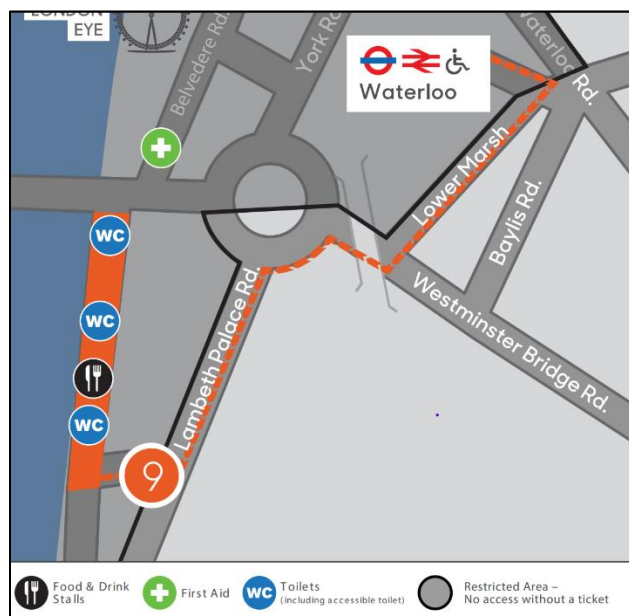 LONDON
EYE
Belvedere Rd.
York Rd.
Waterloo Rd.
Waterloo
Lower Marsh
Baylis Rd.
WC
WC
WC
Lambeth Palace Rd.
Westminster Bridge Rd.
9
Food & Drink
Stalls
First Aid
WC
Toilets
(including accessible toilet)
Restricted Area –
No access without a ticket